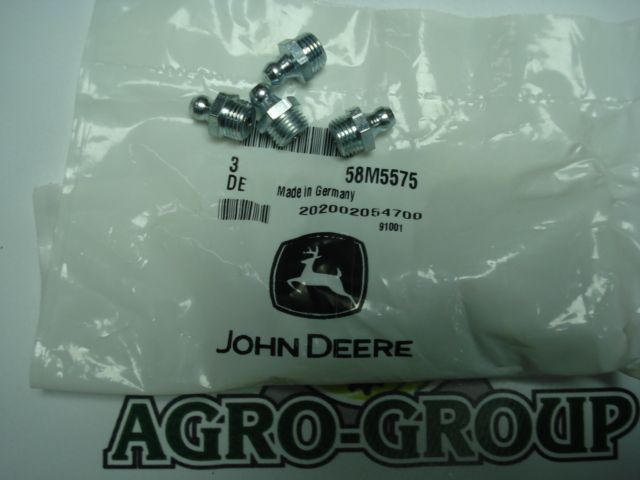 3 58M5575
DE Made in Germany
202002054700
91001
JOHN DEERE
AGRO-GROUP